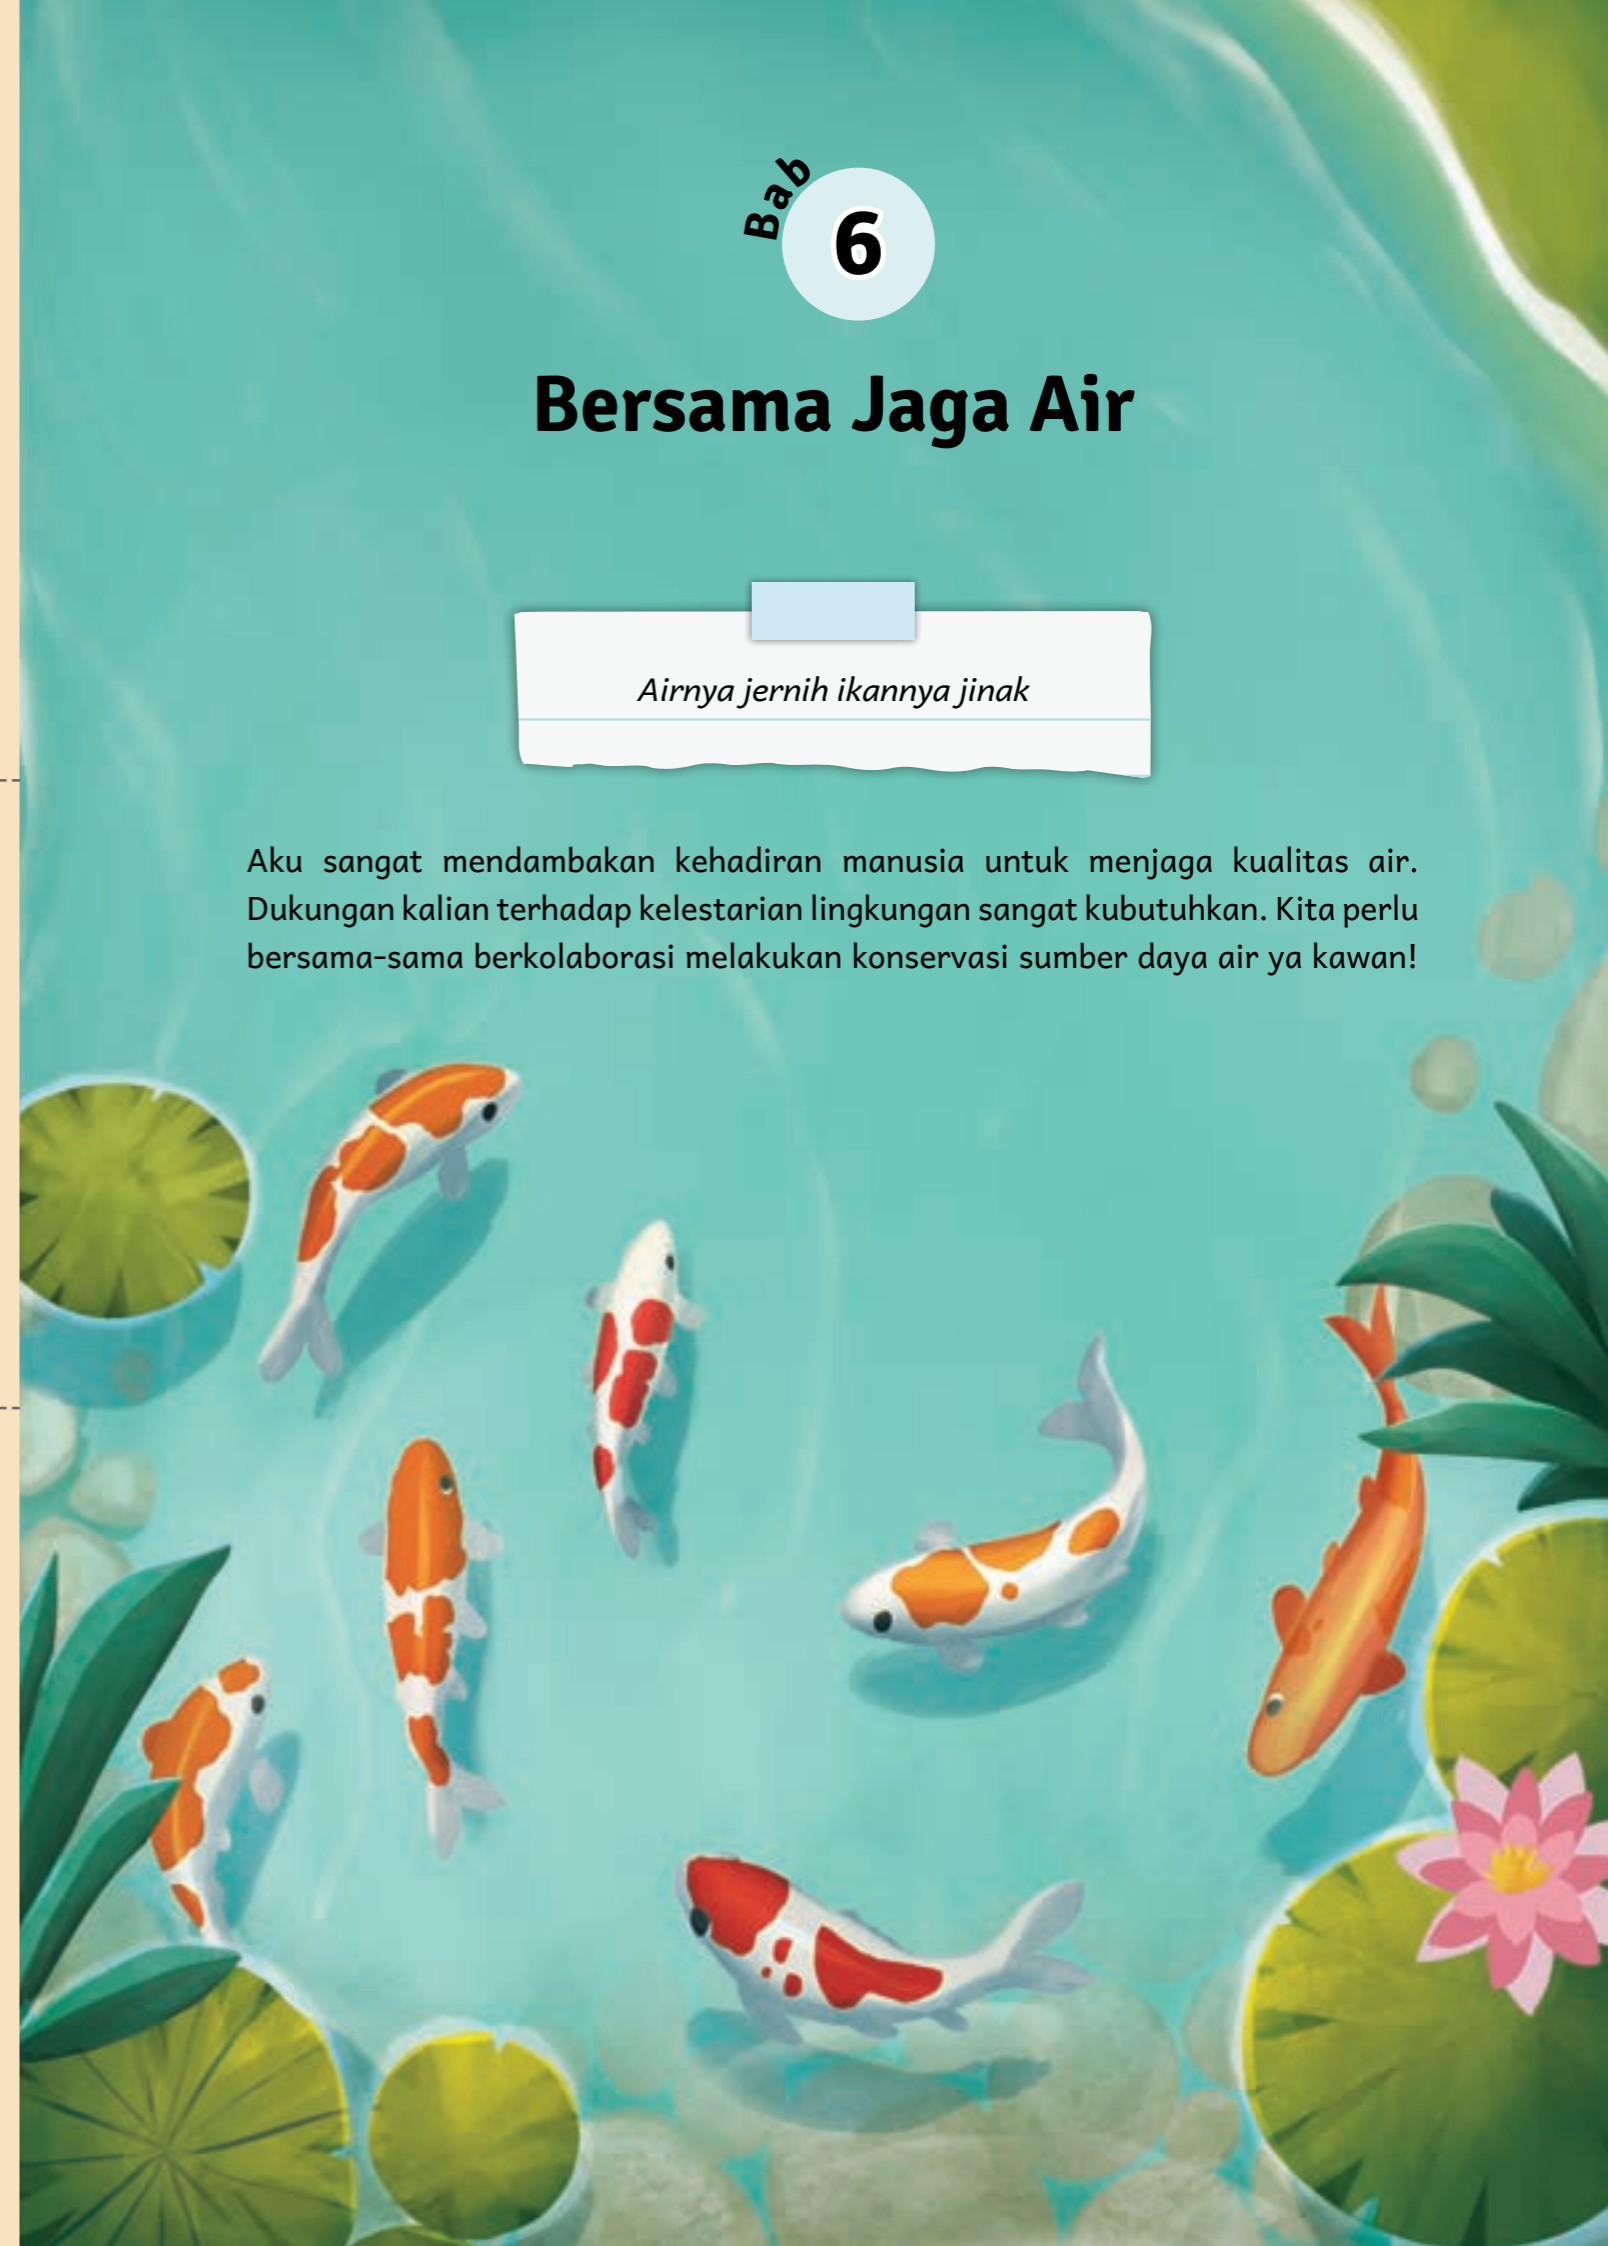 Bab
6
Bersama Jaga Air
Airnya jernih ikannya jinak
Aku sangat mendambakan kehadiran manusia untuk menjaga kualitas air.
Dukungan kalian terhadap kelestarian lingkungan sangat kubutuhkan. Kita perlu
bersama-sama berkolaborasi melakukan konservasi sumber daya air ya kawan!